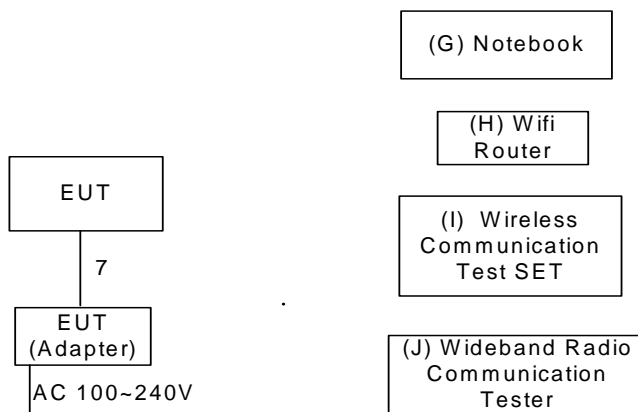 (G) Notebook
(H) Wifi
Router
EUT
(I) Wireless
Communication
Test SET
7
EUT
(Adapter)
(J) Wideband Radio
Communication
Tester
AC 100~240V